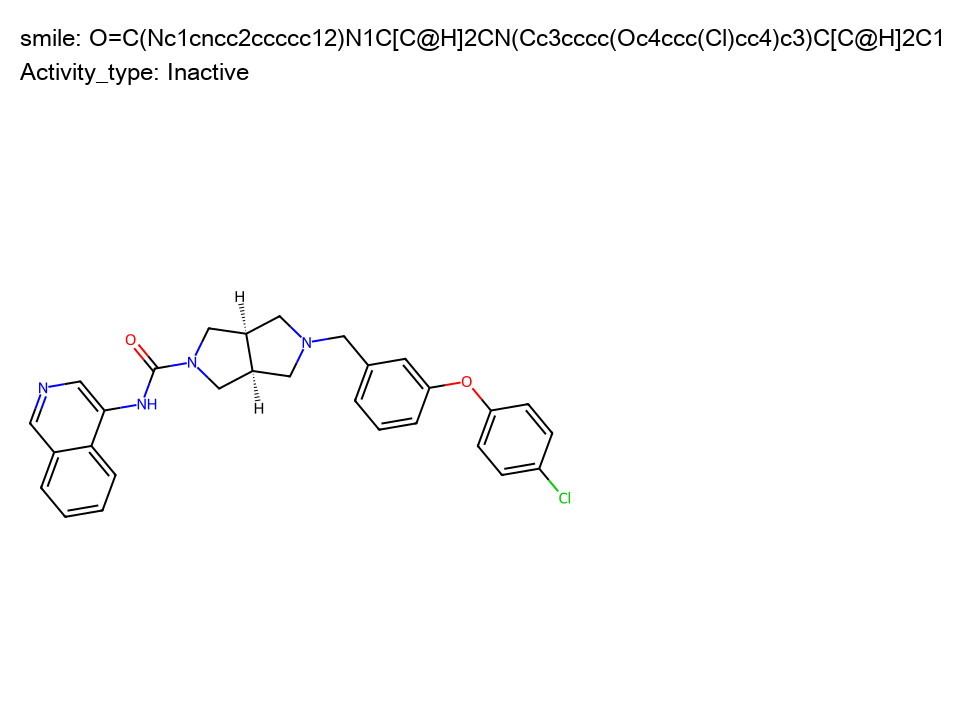 smile: O=C(Nc1cncc2ccccc12)N1C[C@H]2CN(Cc3cccc(Oc4ccc(Cl)cc4)c3)C[C@H]2C1
Activity_type: Inactive
H
O
N
N
O
N
NH
H
Cl